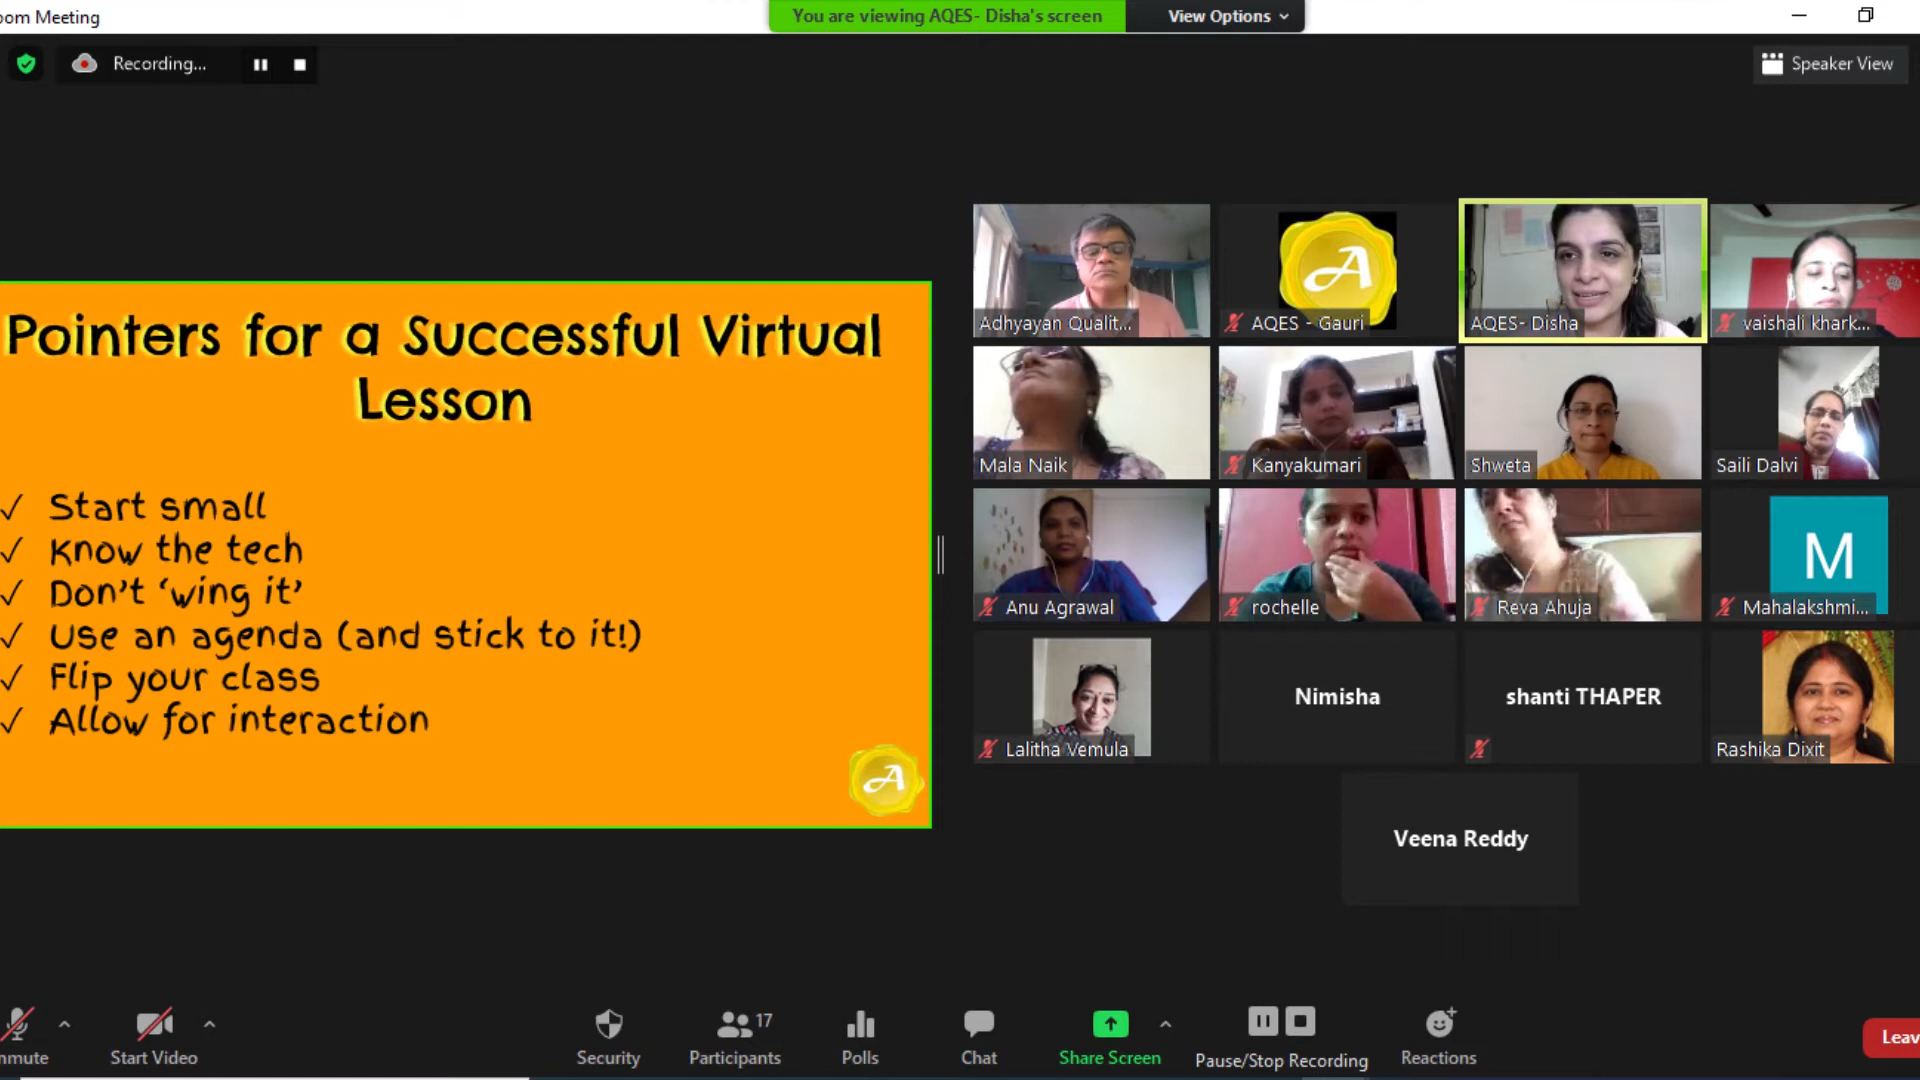 oom Meeting
You are viewing AQES- Disha's screen
View Options
Recording...
Speaker View
Pointers for a Successful Virtual
Lesson
✓ Start small
✓ Know the tech
✓ Don't 'wing it'
✓ Use an agenda (and stick to it!)
✓ Flip your class
✓ Allow for interaction
A
Adhyayan Qualit...
A
AQES - Gauri
AQES- Disha
vaishali khark...
Mala Naik
Kanyakumari
Shweta
Saili Dalvi
Anu Agrawal
rochelle
Reva Ahuja
M
Mahalakshmi...
Lalitha Vemula
Nimisha
shanti THAPER
Rashika Dixit
Veena Reddy
nmute
Start Video
Security
Participants
17
Polls
Chat
Share Screen
Pause/Stop Recording
Reactions
Leav